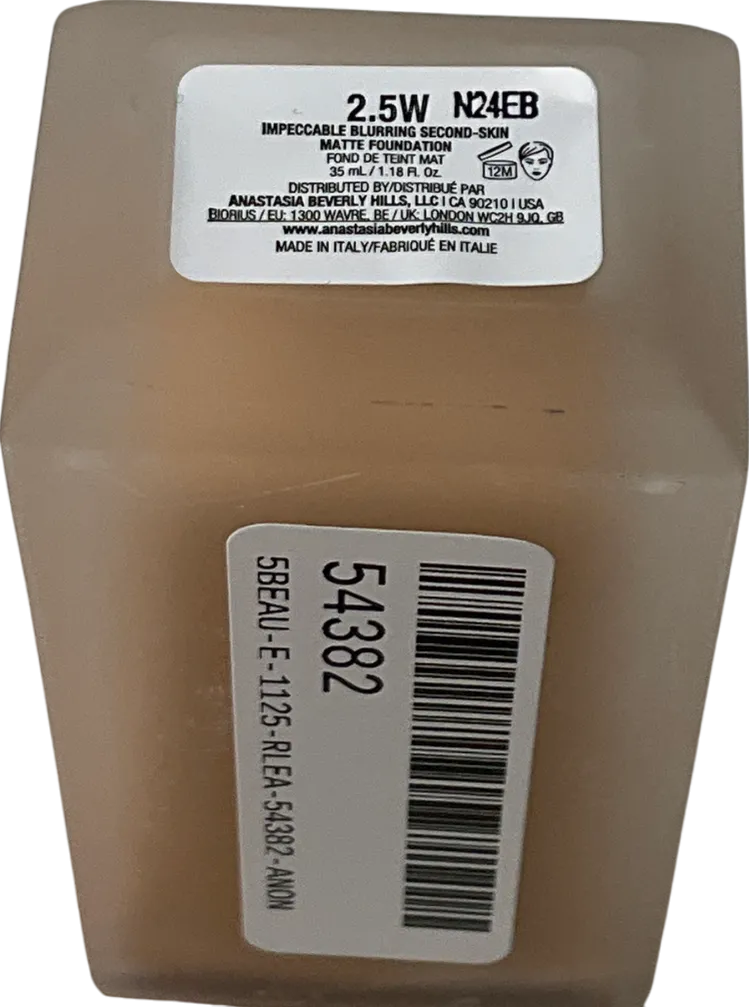 2.5W N24EB
IMPECCABLE BLURRING SECOND-SKIN
MATTE FOUNDATION
FOND DE TEINT MAT
35 mL / 1.18 Fl. Oz.
12M
DISTRIBUTED BY/DISTRIBUÉ PAR
ANASTASIA BEVERLY HILLS, LLC | CA 90210 | USA
BIORIUS / EU: 1300 WAVRE, BE / UK: LONDON WC2H 9JQ, GB
www.anastasiabeverlyhills.com
MADE IN ITALY/FABRIQUÉ EN ITALIE
54382
5BEAU-E-1125-RLEA-54382-ANON